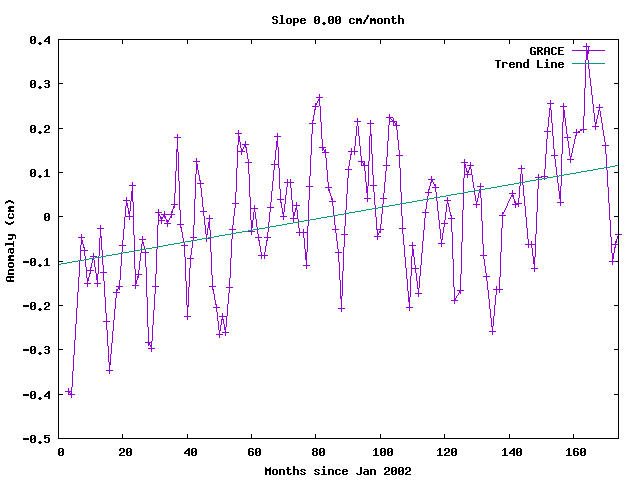 Slope 0.00 cm/month
GRACE
Trend Line
0.4
0.3
0.2
0.1
0
-0.1
-0.2
-0.3
-0.4
-0.5
Anomaly (cm)
0 20 40 60 80 100 120 140 160
Months since Jan 2002